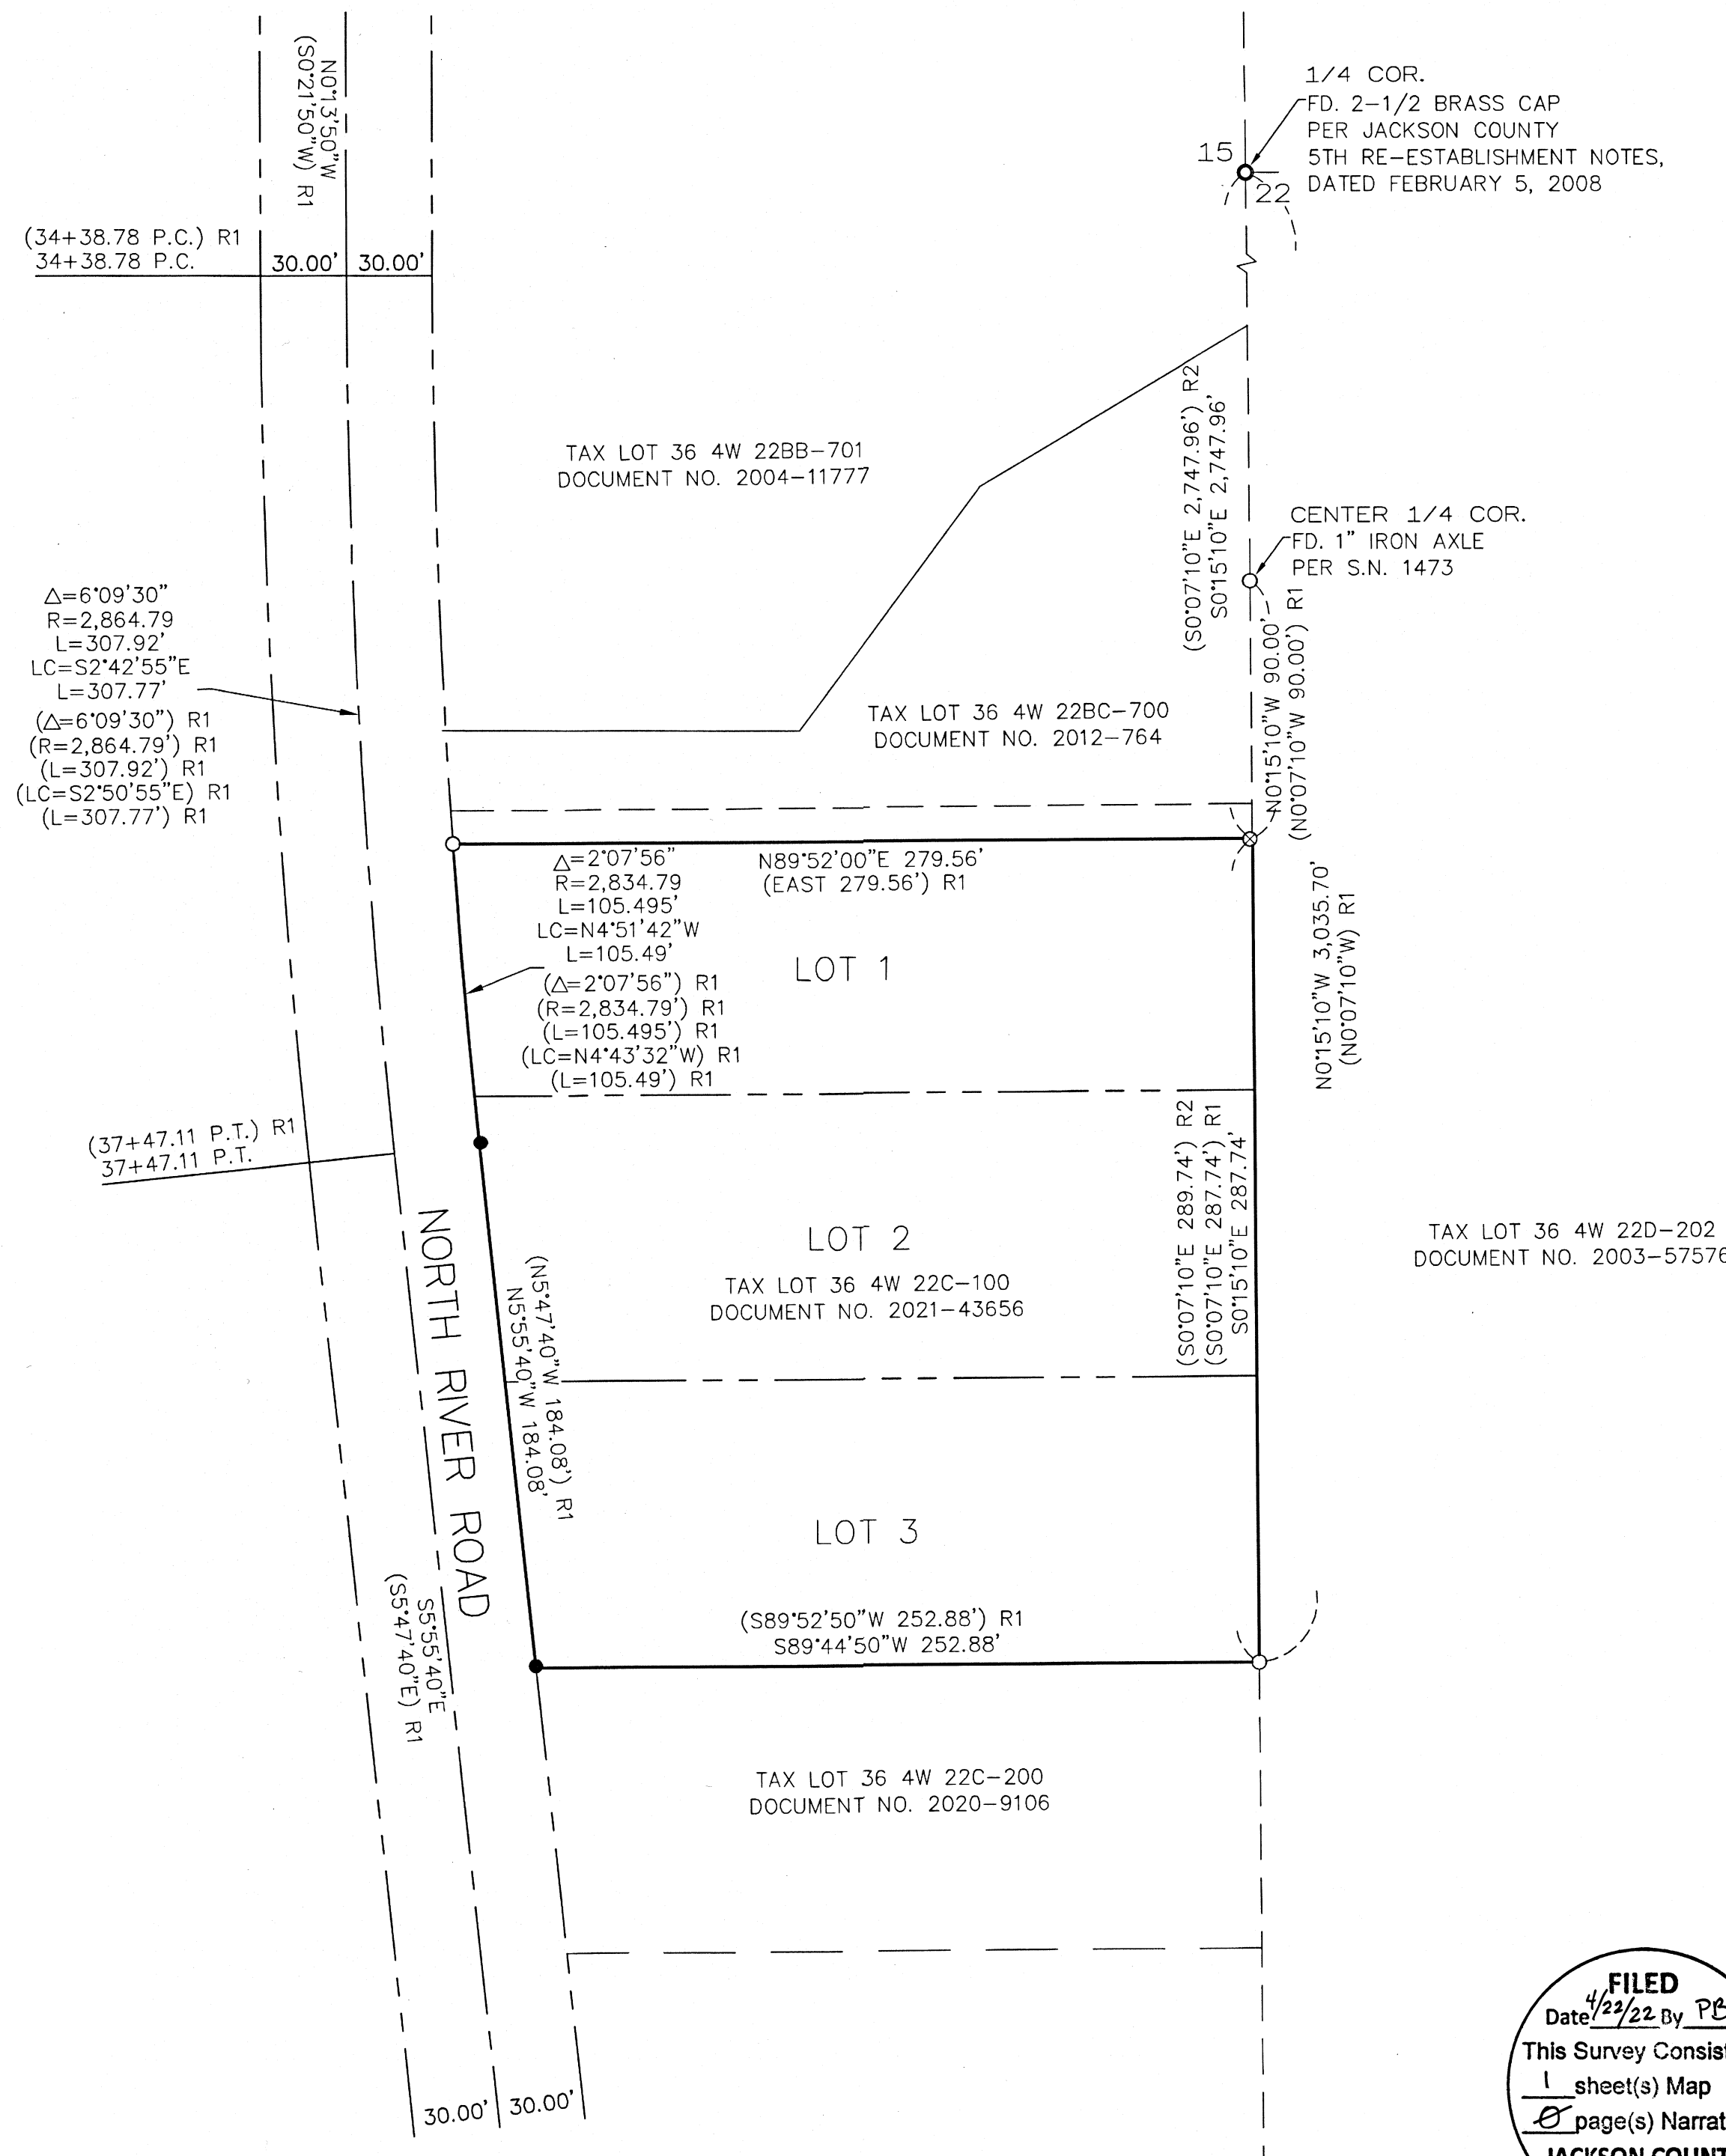 N0°13'50"W
(S0°21'50"W) R1
1/4 COR.
FD. 2-1/2 BRASS CAP
PER JACKSON COUNTY
5TH RE-ESTABLISHMENT NOTES,
DATED FEBRUARY 5, 2008
15
22
(34+38.78 P.C.) R1
34+38.78 P.C.
30.00' 30.00'
TAX LOT 36 4W 22BB-701
DOCUMENT NO. 2004-11777
(S0°07'10"E 2,747.96') R2
S0°15'10"E 2,747.96'
CENTER 1/4 COR.
FD. 1" IRON AXLE
PER S.N. 1473
Δ=6°09'30"
R=2,864.79
L=307.92'
LC=S2°42'55"E
L=307.77'
(Δ=6°09'30") R1
(R=2,864.79') R1
(L=307.92') R1
(LC=S2°50'55"E) R1
(L=307.77') R1
TAX LOT 36 4W 22BC-700
DOCUMENT NO. 2012-764
N0°15'10"W 90.00'
(N0°07'10"W 90.00') R1
Δ=2°07'56"
R=2,834.79
L=105.495'
LC=N4°51'42"W
L=105.49'
(Δ=2°07'56") R1
(R=2,834.79') R1
(L=105.495') R1
(LC=N4°43'32"W) R1
(L=105.49') R1
N89°52'00"E 279.56'
(EAST 279.56') R1
LOT 1
N0°15'10"W 3,035.70'
(N0°07'10"W) R1
(37+47.11 P.T.) R1
37+47.11 P.T.
NORTH RIVER ROAD
(N5°47'40"W 184.08') R1
N5°55'40"W 184.08'
LOT 2
TAX LOT 36 4W 22C-100
DOCUMENT NO. 2021-43656
(S0°07'10"E 289.74') R2
(S0°07'10"E 287.74') R1
S0°15'10"E 287.74'
TAX LOT 36 4W 22D-202
DOCUMENT NO. 2003-57576
LOT 3
(S89°52'50"W 252.88') R1
S89°44'50"W 252.88'
S5°55'40"E
(S5°47'40"E) R1
TAX LOT 36 4W 22C-200
DOCUMENT NO. 2020-9106
30.00' 30.00'
FILED
Date 4/22/22 By PB
This Survey Consist
1 sheet(s) Map
Ø page(s) Narrat
JACKSON COUNT